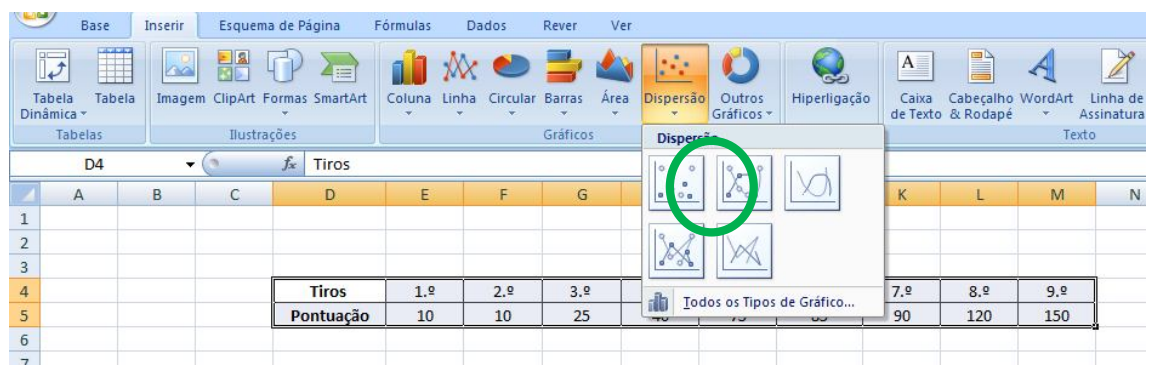 Base Inserir Esquema de Página Fórmulas Dados Rever Ver
Tabela Dinâmica Tabela Imagem ClipArt Formas SmartArt Coluna Linha Circular Barras Área Dispersão Outros Gráficos Hiperligação Caixa de Texto Cabeçalho & Rodapé WordArt Linha de Assinatura
Tabelas Ilustrações Gráficos Texto
Dispersão
D4 fx Tiros
A B C D E F G K L M N
1
2
3
4 Tiros 1.º 2.º 3.º 7.º 8.º 9.º
Todos os Tipos de Gráfico...
5 Pontuação 10 10 25 90 120 150
6
7